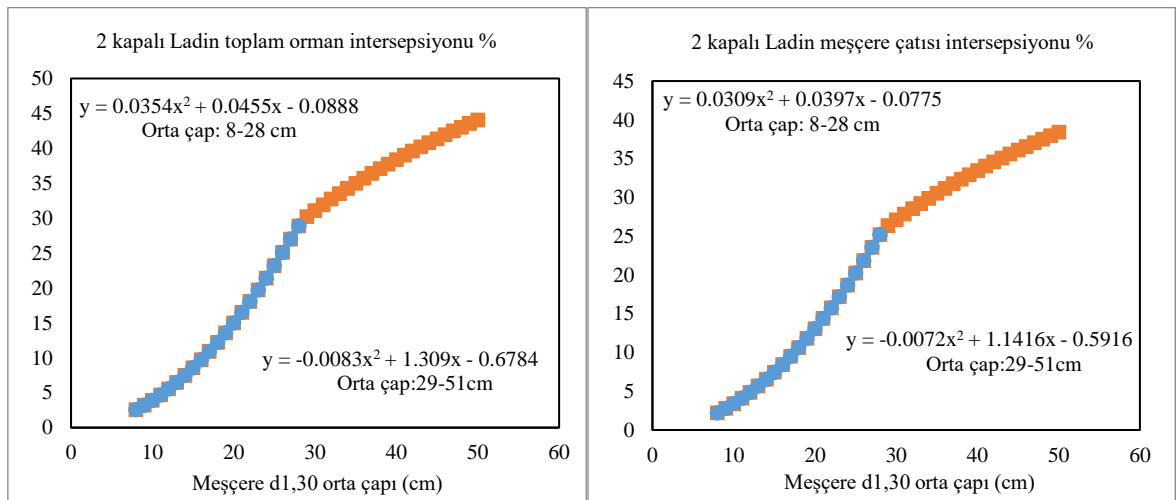 2 kapalı Ladin toplam orman intersepsiyonu %
50
45
40
35
30
25
20
15
10
5
0
y = 0.0354x² + 0.0455x - 0.0888
Orta çap: 8-28 cm
y = -0.0083x² + 1.309x - 0.6784
Orta çap:29-51cm
0 10 20 30 40 50 60
Meşçere d1,30 orta çapı (cm)
2 kapalı Ladin meşçere çatısı intersepsiyonu %
45
40
35
30
25
20
15
10
5
0
y = 0.0309x² + 0.0397x - 0.0775
Orta çap: 8-28 cm
y = -0.0072x² + 1.1416x - 0.5916
Orta çap:29-51cm
0 10 20 30 40 50 60
Meşçere d1,30 orta çapı (cm)